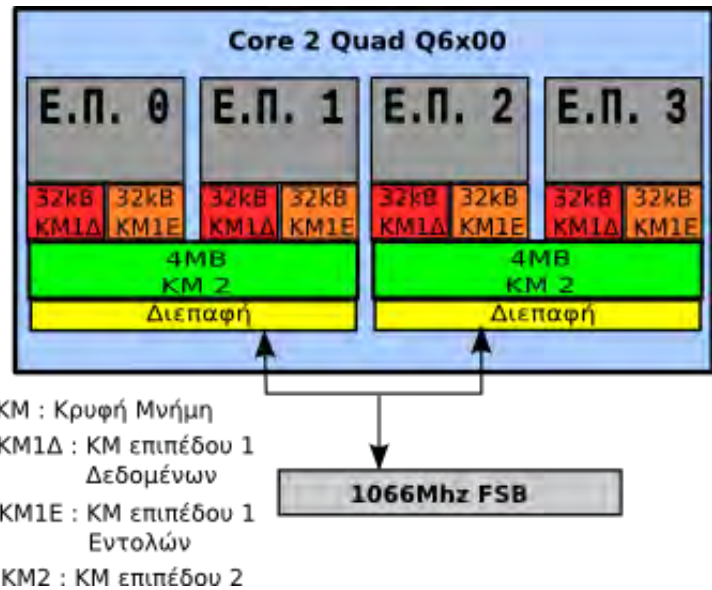 Core 2 Quad Q6x00
Ε.Π. 0 Ε.Π. 1 Ε.Π. 2 Ε.Π. 3
32kB 32kB 32kB 32kB 32kB 32kB 32kB 32kB
ΚΜ1Δ ΚΜ1Ε ΚΜ1Δ ΚΜ1Ε ΚΜ1Δ ΚΜ1Ε ΚΜ1Δ ΚΜ1Ε
4MB 4MB
ΚΜ 2 ΚΜ 2
Διεπαφή Διεπαφή
ΚΜ : Κρυφή Μνήμη
ΚΜ1Δ : ΚΜ επιπέδου 1
Δεδομένων
1066Mhz FSB
ΚΜ1Ε : ΚΜ επιπέδου 1
Εντολών
ΚΜ2 : ΚΜ επιπέδου 2